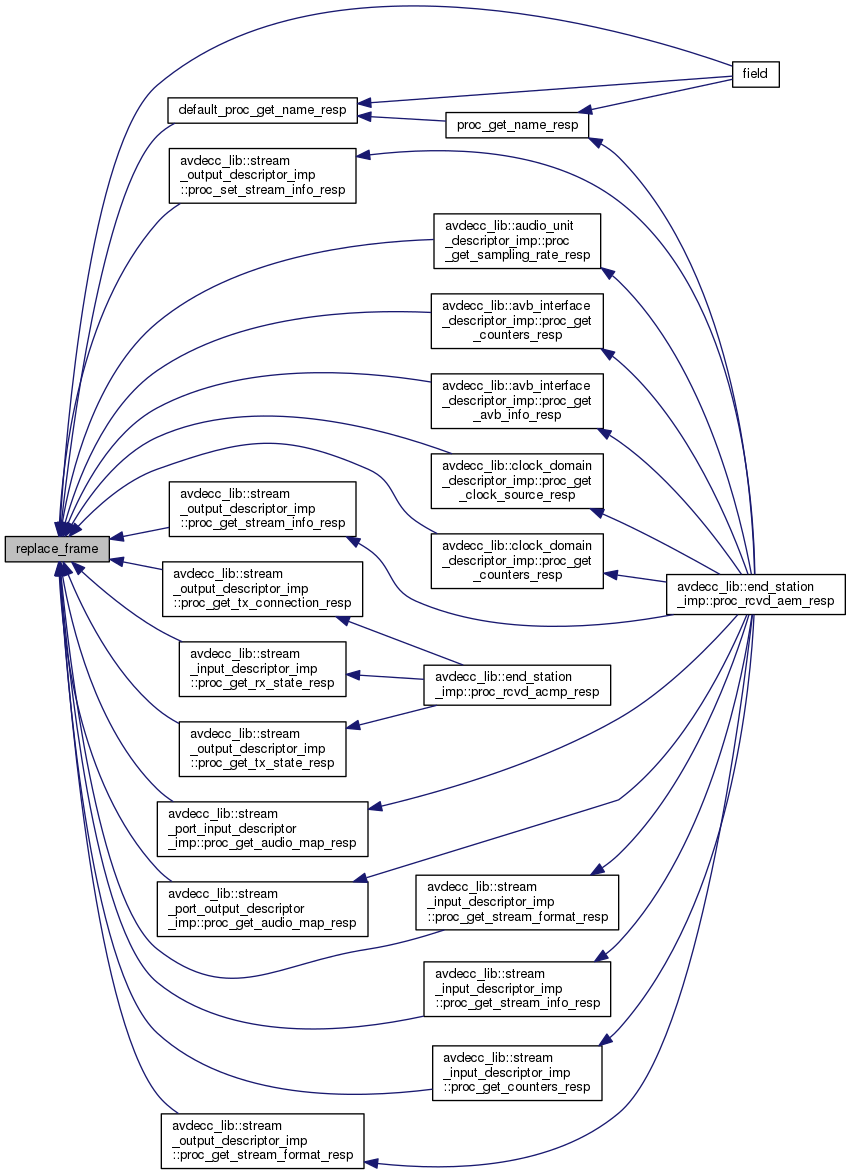 field
default_proc_get_name_resp
proc_get_name_resp
avdecc_lib::stream
_output_descriptor_imp
::proc_set_stream_info_resp
avdecc_lib::audio_unit
_descriptor_imp::proc
_get_sampling_rate_resp
avdecc_lib::avb_interface
_descriptor_imp::proc_get
_counters_resp
avdecc_lib::avb_interface
_descriptor_imp::proc_get
_avb_info_resp
avdecc_lib::clock_domain
_descriptor_imp::proc_get
_clock_source_resp
avdecc_lib::stream
_output_descriptor_imp
::proc_get_stream_info_resp
replace_frame
avdecc_lib::clock_domain
_descriptor_imp::proc_get
_counters_resp
avdecc_lib::stream
_output_descriptor_imp
::proc_get_tx_connection_resp
avdecc_lib::end_station
_imp::proc_rcvd_aem_resp
avdecc_lib::stream
_input_descriptor_imp
::proc_get_rx_state_resp
avdecc_lib::end_station
_imp::proc_rcvd_acmp_resp
avdecc_lib::stream
_output_descriptor_imp
::proc_get_tx_state_resp
avdecc_lib::stream
_port_input_descriptor
_imp::proc_get_audio_map_resp
avdecc_lib::stream
_port_output_descriptor
_imp::proc_get_audio_map_resp
avdecc_lib::stream
_input_descriptor_imp
::proc_get_stream_format_resp
avdecc_lib::stream
_input_descriptor_imp
::proc_get_stream_info_resp
avdecc_lib::stream
_input_descriptor_imp
::proc_get_counters_resp
avdecc_lib::stream
_output_descriptor_imp
::proc_get_stream_format_resp